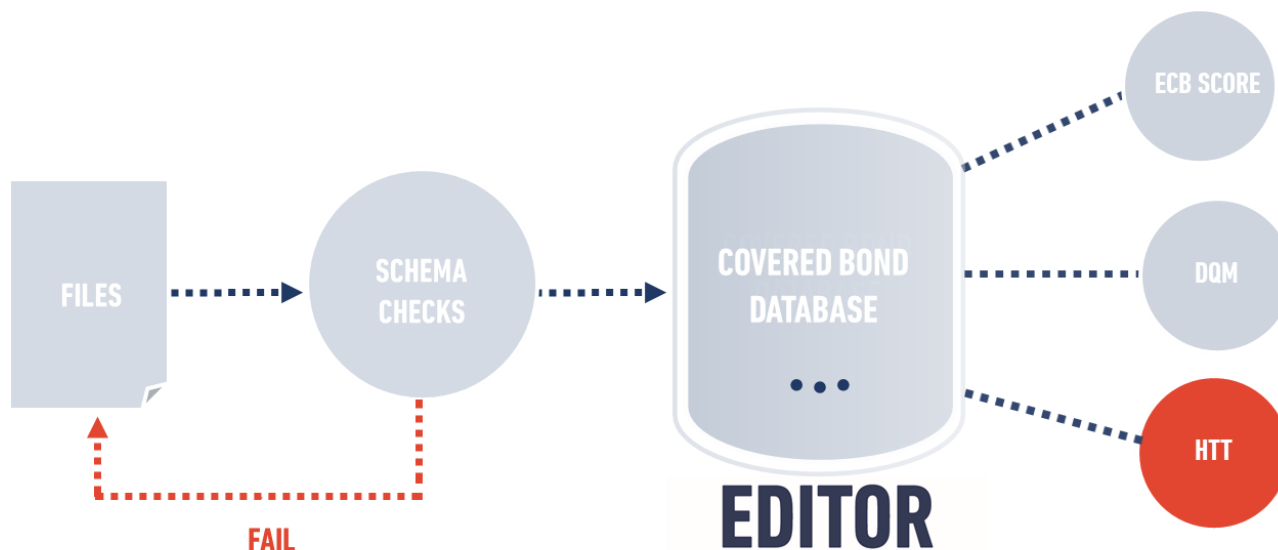 FILES
SCHEMA
CHECKS
FAIL
COVERED BOND
DATABASE
EDITOR
ECB SCORE
DQM
HTT